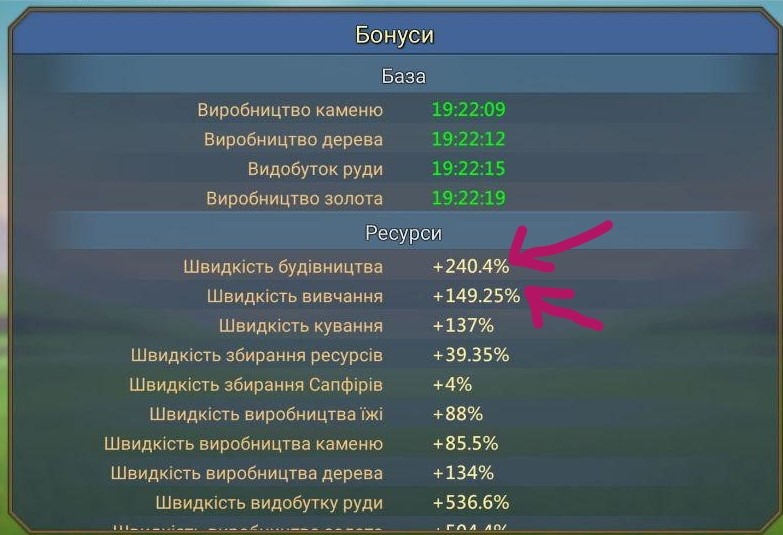 Бонуси
База
Виробництво каменю 19:22:09
Виробництво дерева 19:22:12
Видобуток руди 19:22:15
Виробництво золота 19:22:19
Ресурси
Швидкість будівництва +240.4%
Швидкість вивчання +149.25%
Швидкість кування +137%
Швидкість збирання ресурсів +39.35%
Швидкість збирання Сапфірів +4%
Швидкість виробництва їжі +88%
Швидкість виробництва каменю +85.5%
Швидкість виробництва дерева +134%
Швидкість видобутку руди +536.6%